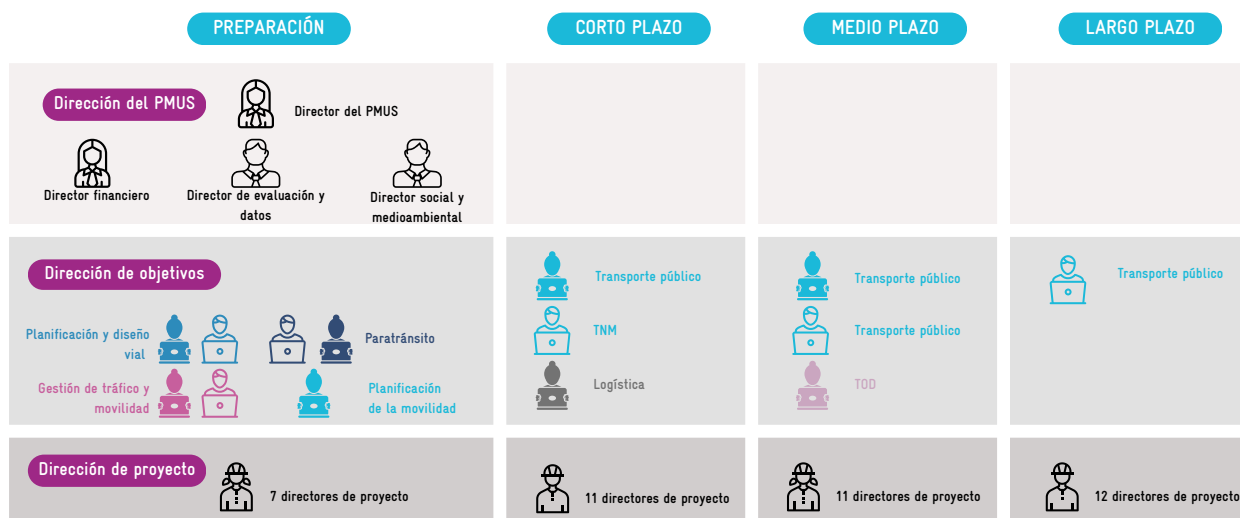 PREPARACIÓN
CORTO PLAZO
MEDIO PLAZO
LARGO PLAZO
Dirección del PMUS
Director del PMUS
Director financiero
Director de evaluación y
datos
Director social y
medioambiental
Dirección de objetivos
Planificación y diseño
vial
Paratránsito
Gestión de tráfico y
movilidad
Planificación
de la movilidad
Transporte público
TNM
Logística
Transporte público
Transporte público
TOD
Transporte público
Dirección de proyecto
7 directores de proyecto
11 directores de proyecto
11 directores de proyecto
12 directores de proyecto